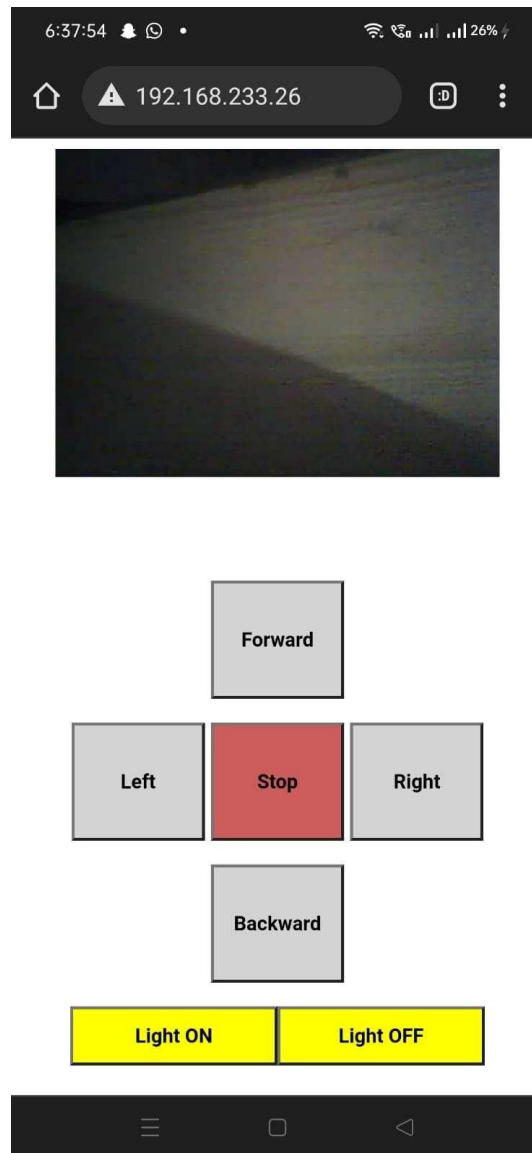 6:37:54 26%
192.168.233.26 :D
Forward
Left Stop Right
Backward
Light ON Light OFF